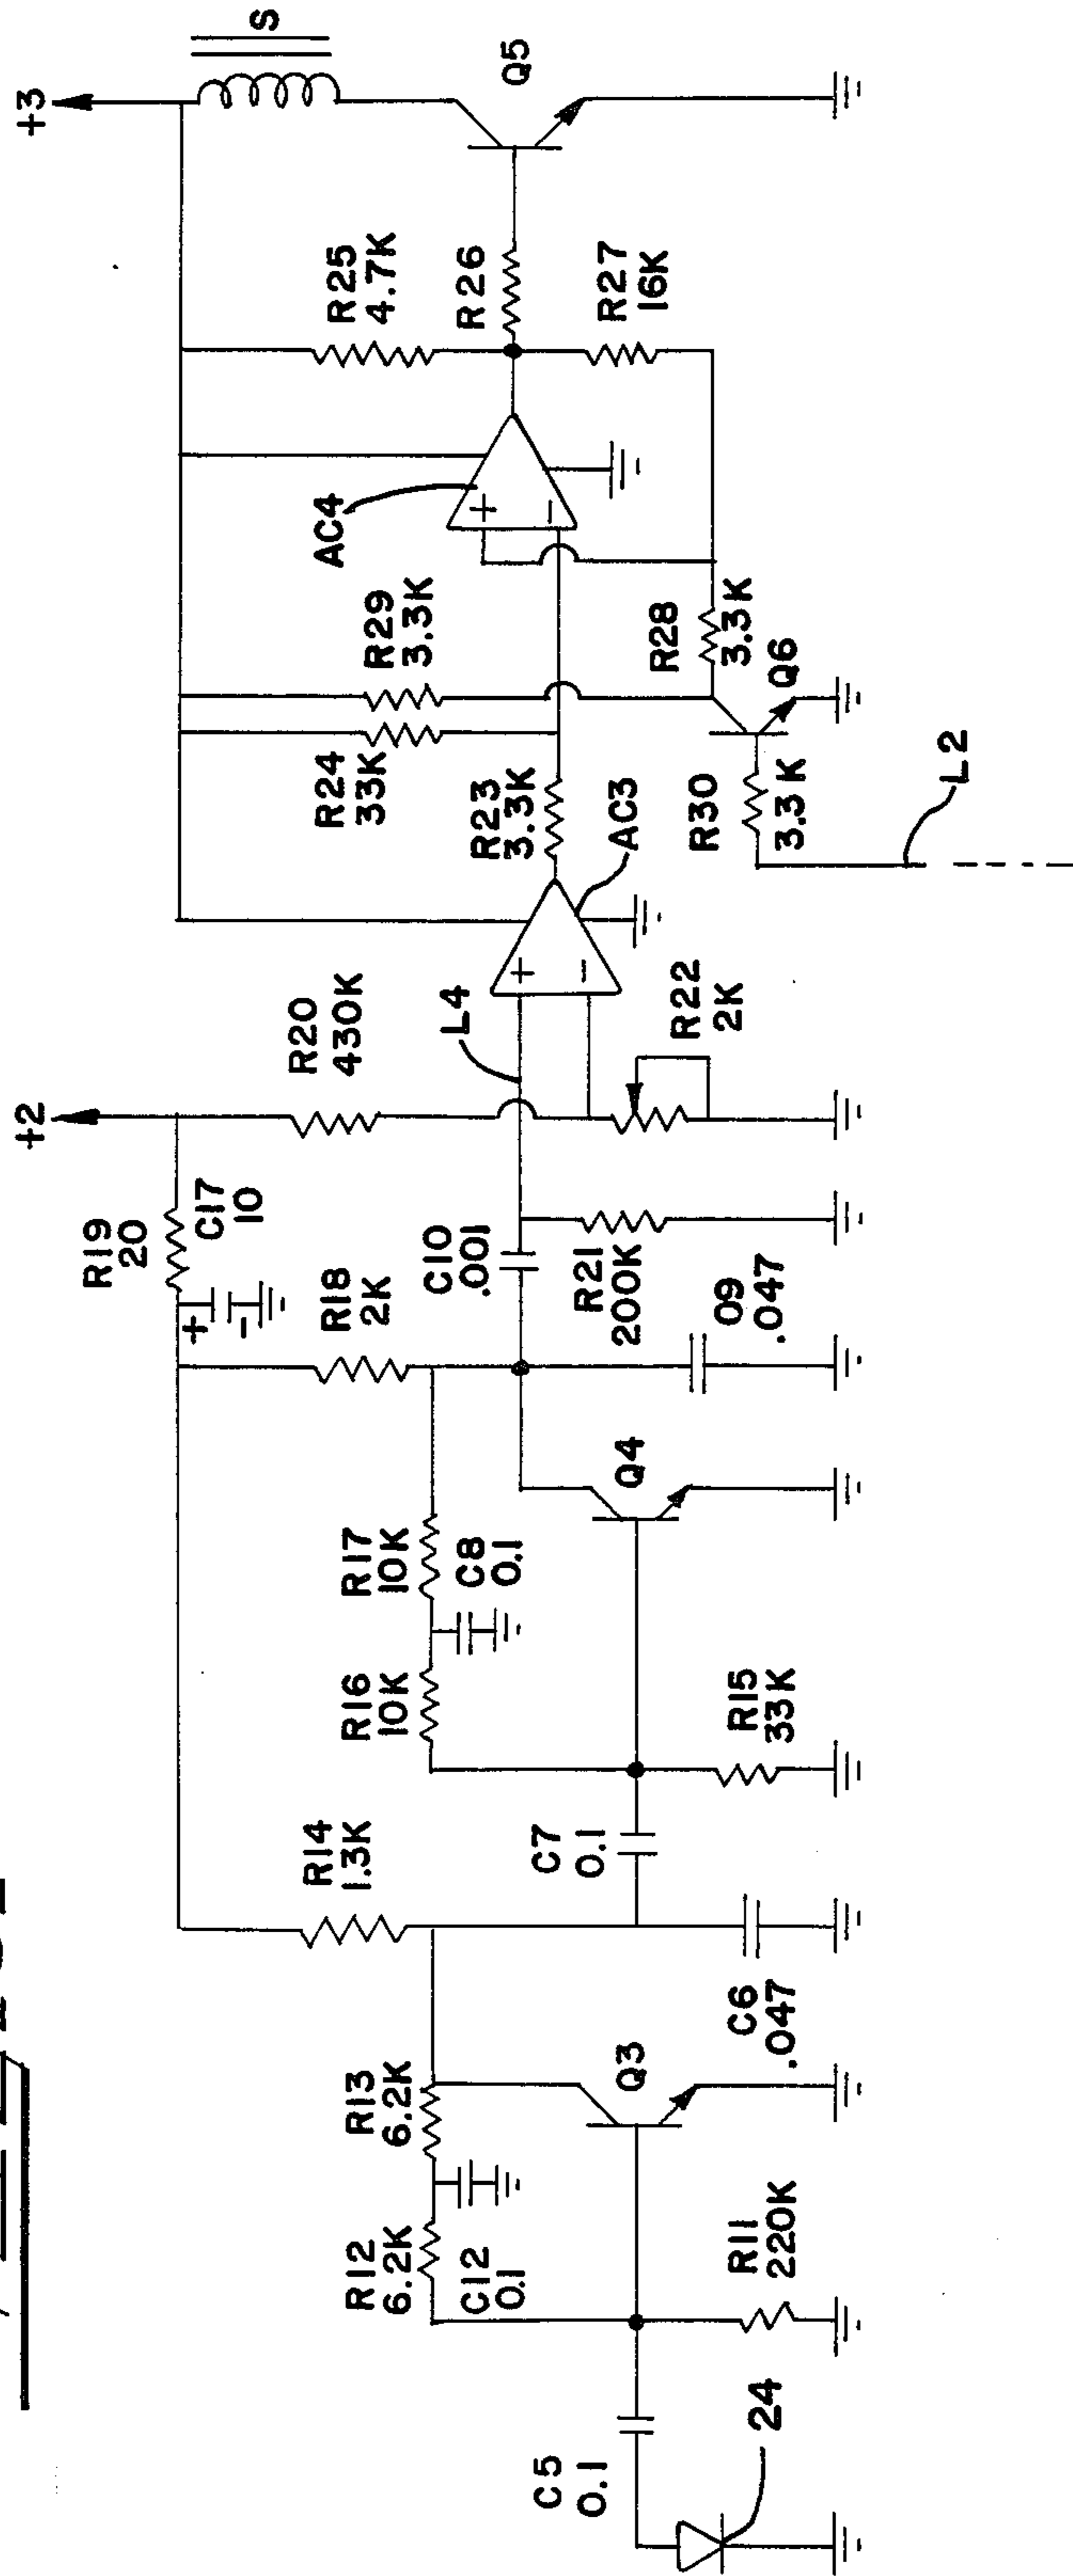 +3
S
+2
R19
20
C17
10
+
-
R25
4.7K
Q5
R26
R27
16K
AC4
+
-
R29
3.3K
R24
33K
R28
3.3K
Q6
R23
3.3K
AC3
R30
3.3K
L2
R20
430K
L4
+
-
R22
2K
R18
2K
C10
.001
R21
200K
09
.047
R17
10K
C8
0.1
Q4
R16
10K
R15
33K
R14
1.3K
C7
0.1
C6
.047
R13
6.2K
Q3
R12
6.2K
C12
0.1
R11
220K
C5
0.1
24